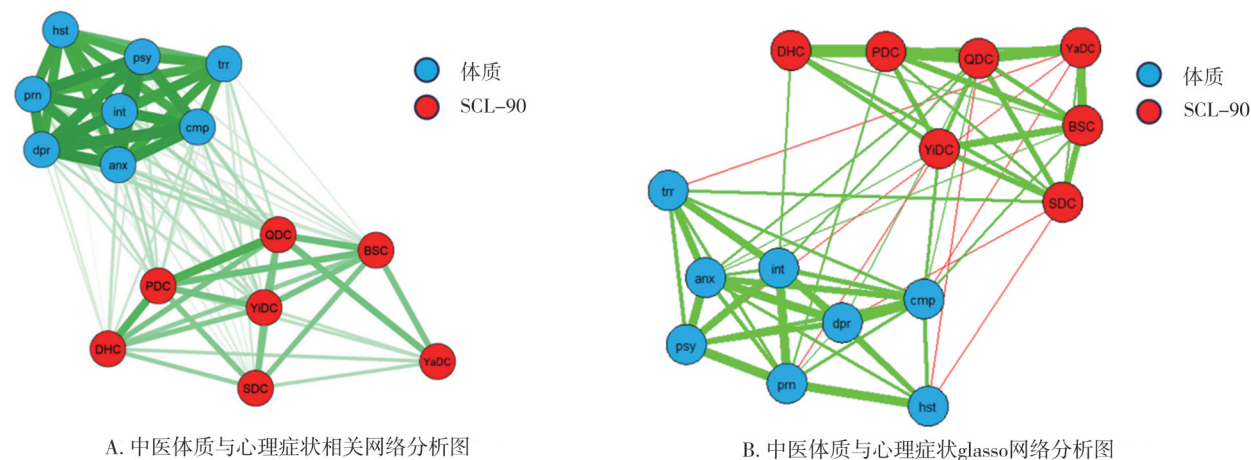 hst
psy
trr
prn
int
cmp
dpr
anx
QDC
BSC
PDC
YiDC
DHC
YaDC
SDC
体质
SCL-90
A. 中医体质与心理症状相关网络分析图
DHC
PDC
QDC
YaDC
BSC
YiDC
SDC
trr
anx
int
cmp
dpr
psy
prn
hst
体质
SCL-90
B. 中医体质与心理症状glasso网络分析图